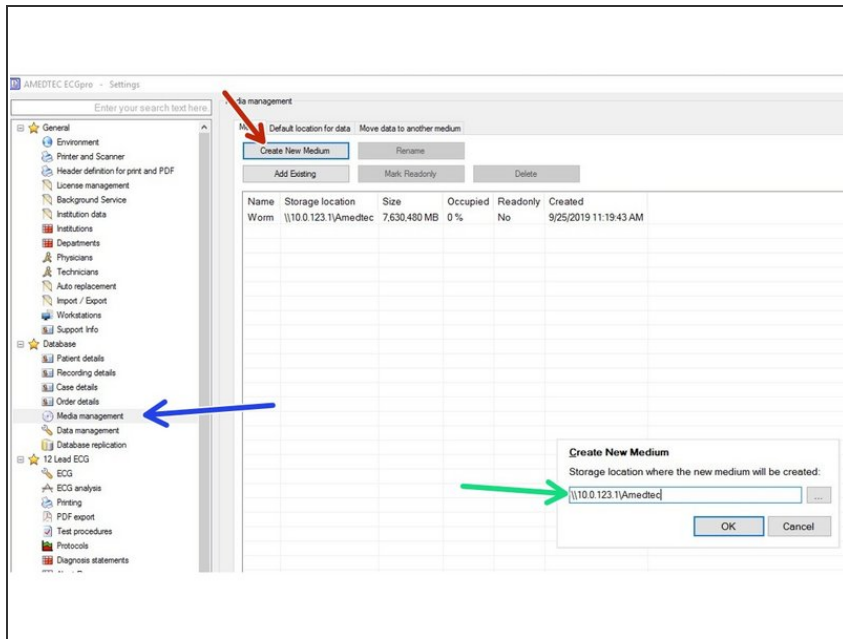 AMEDTEC ECGpro - Settings
Enter your search text here.
General
Environment
Printer and Scanner
Header definition for print and PDF
License management
Background Service
Institution data
Institutions
Departments
Physicians
Technicians
Auto replacement
Import / Export
Workstations
Support Info
Database
Patient details
Recording details
Case details
Order details
Media management
Data management
Database replication
12 Lead ECG
ECG
ECG analysis
Printing
PDF export
Test procedures
Protocols
Diagnosis statements
management
Default location for data Move data to another medium
Create New Medium Rename
Add Existing Mark Readonly Delete
Name Storage location Size Occupied Readonly Created
Worm \\10.0.123.1\Amedtec 7,630,480 MB 0 % No 9/25/2019 11:19:43 AM
Create New Medium
Storage location where the new medium will be created:
\\10.0.123.1\Amedtec
...
OK Cancel